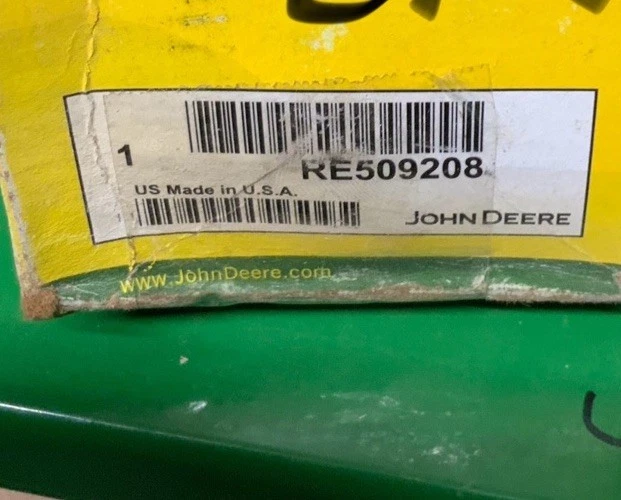 1
RE509208
US Made in U.S.A.
JOHN DEERE
www.JohnDeere.com